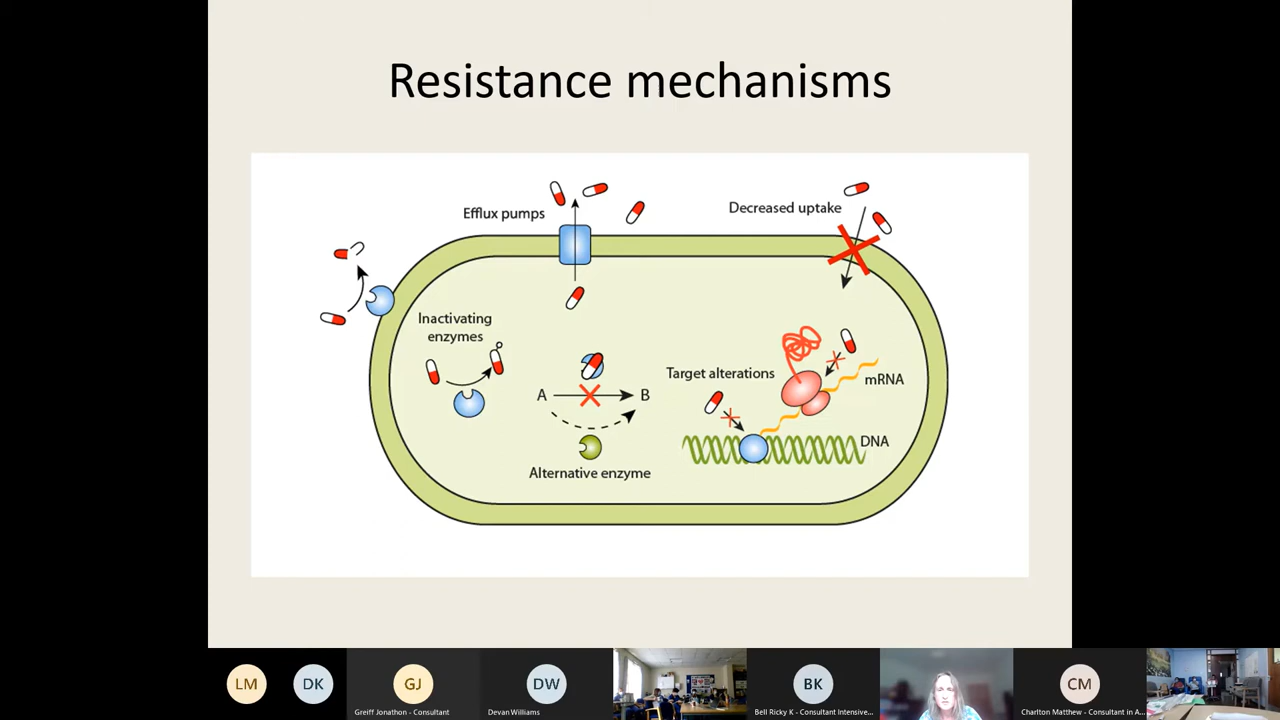 Resistance mechanisms
Efflux pumps
Decreased uptake
Inactivating
enzymes
Target alterations
mRNA
A
B
DNA
Alternative enzyme
LM
DK
GJ
DW
BK
CM
Greiff Jonathon - Consultant
Devan Williams
Bell Ricky K - Consultant Intensive...
Charlton Matthew - Consultant in A...